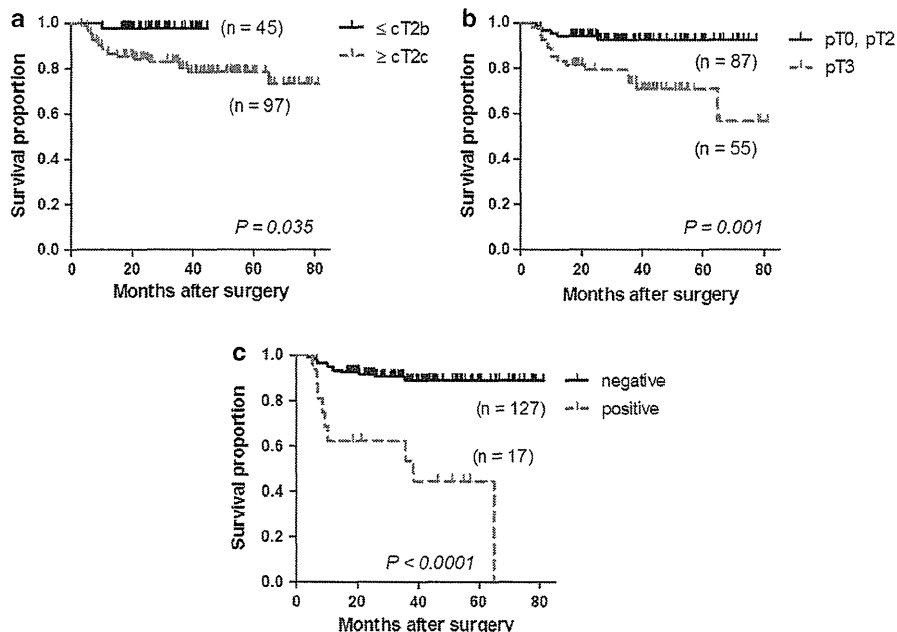 a
Survival proportion
1.0
0.8
0.6
0.4
0.2
0.0
0
20
40
60
80
Months after surgery
(n = 45)
(n = 97)
P = 0.035
≤ cT2b
≥ cT2c
b
Survival proportion
1.0
0.8
0.6
0.4
0.2
0.0
0
20
40
60
80
Months after surgery
(n = 87)
(n = 55)
P = 0.001
pT0, pT2
pT3
c
Survival proportion
1.0
0.8
0.6
0.4
0.2
0.0
0
20
40
60
80
Months after surgery
(n = 127)
(n = 17)
P < 0.0001
negative
positive